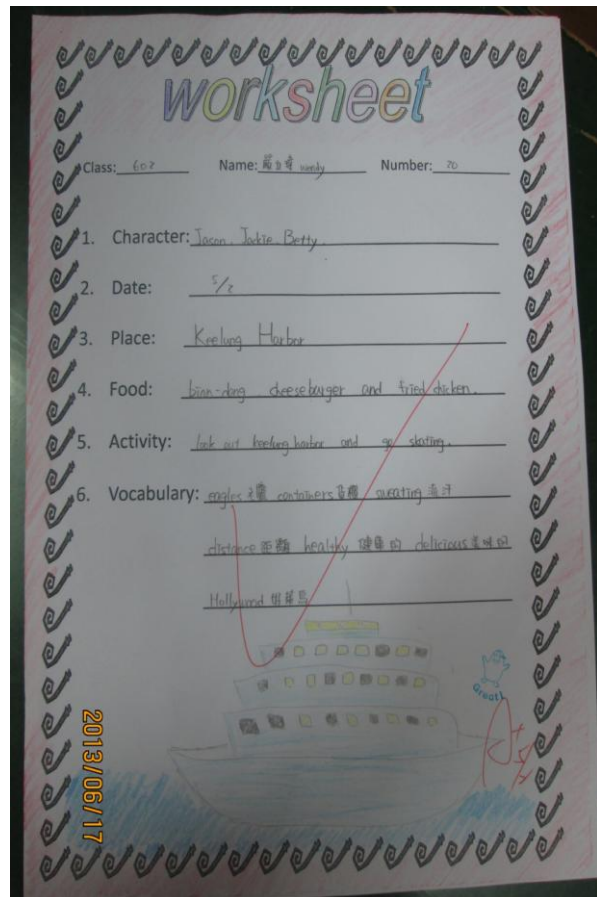 worksheet
Class: 602 Name: wendy Number: 20
1. Character: Jason, Jackie, Betty.
2. Date: 5/2
3. Place: Keelung Harbor
4. Food: bian-dang, cheeseburger and fried chicken.
5. Activity: look out keelung harbor and go skating.
6. Vocabulary: eagles 老鷹 containers 貨櫃 sweating 流汗
distance 距離 healthy 健康的 delicious 美味的
Hollywood
Great!
2013/06/17